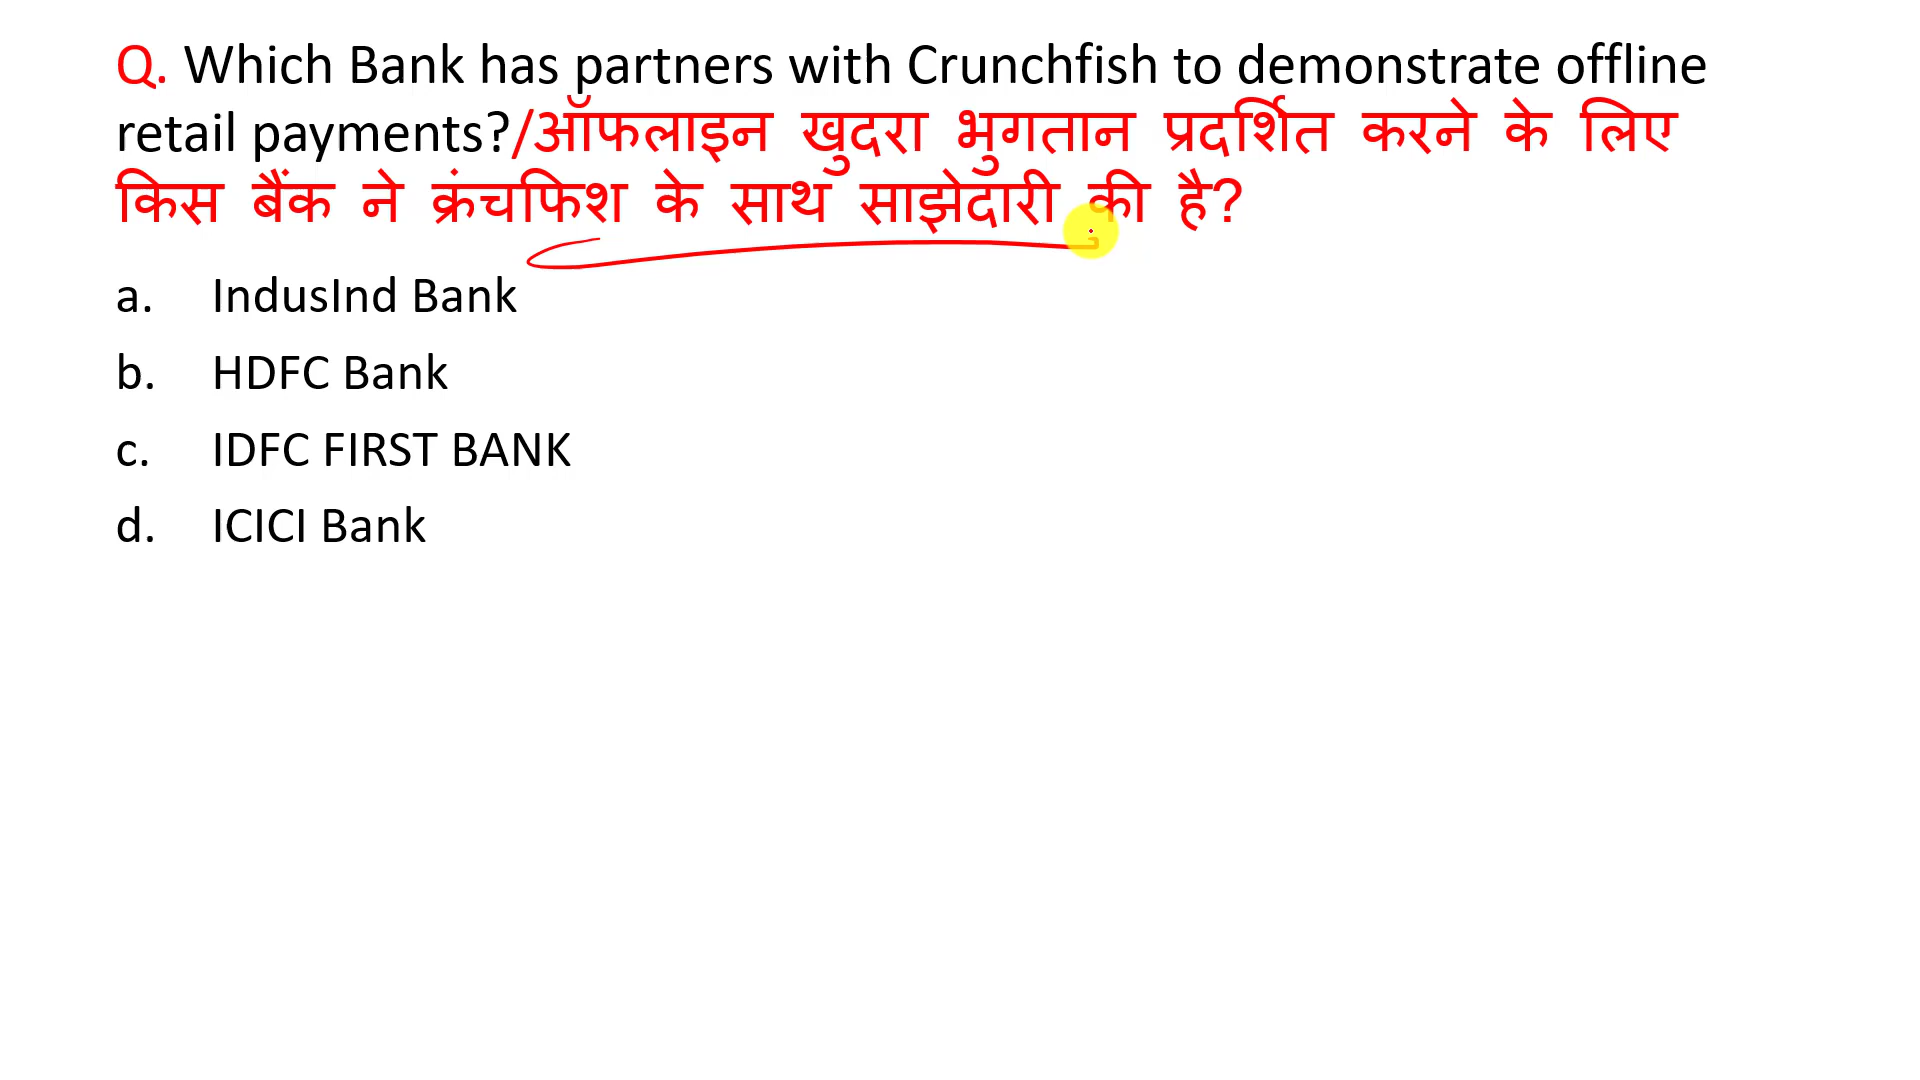 Q. Which Bank has partners with Crunchfish to demonstrate offline
retail payments?/ऑफलाइन खुदरा भुगतान प्रदर्शित करने के लिए
किस बैंक ने क्रंचफिश के साथ साझेदारी की है?
a. IndusInd Bank
b. HDFC Bank
c. IDFC FIRST BANK
d. ICICI Bank